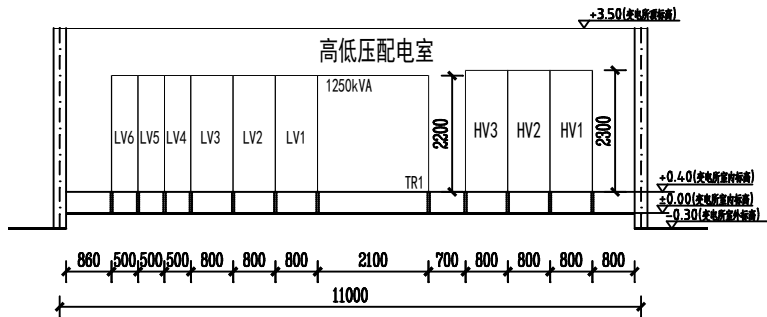 +3.50(变电所顶标高)
高低压配电室
1250kVA
LV6 LV5 LV4 LV3 LV2 LV1
2200
HV3 HV2 HV1
2300
TR1
+0.40(变电所室内标高)
±0.00(变电所室内标高)
-0.30(变电所室外标高)
860 500 500 500 800 800 800 2100 700 800 800 800 800
11000